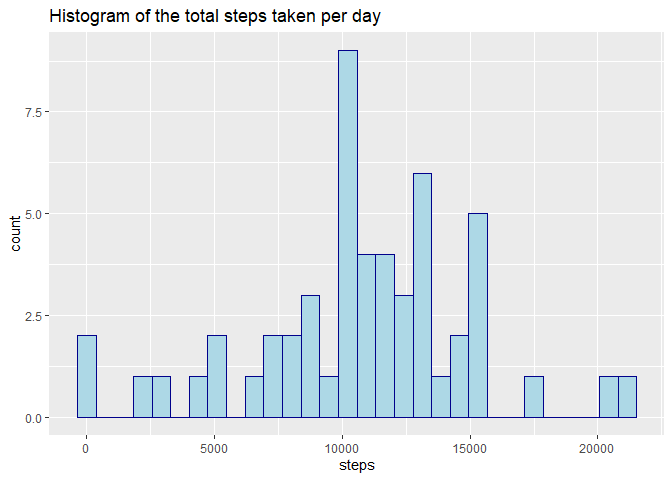 Histogram of the total steps taken per day
7.5
5.0
2.5
0.0
count
0 5000 10000 15000 20000
steps